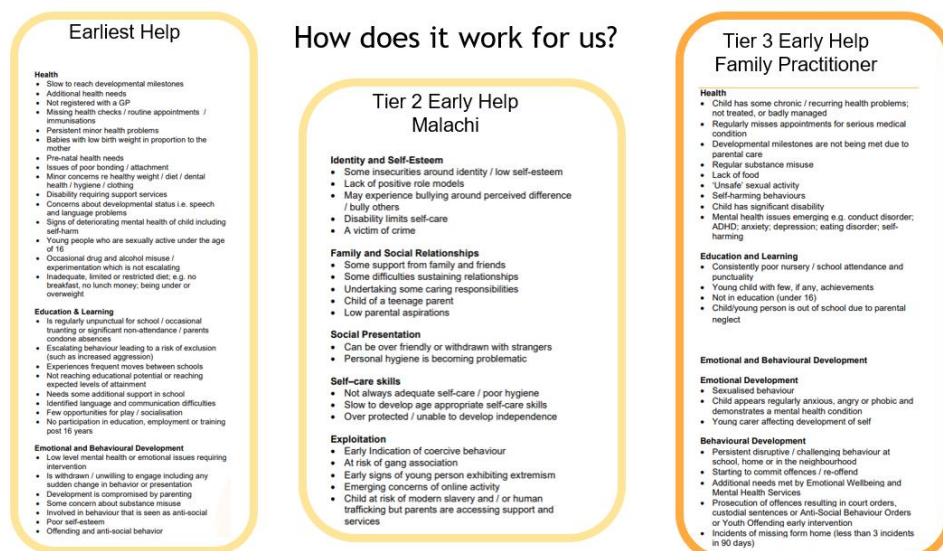 Earliest Help
Health
• Slow to reach developmental milestones
• Additional health needs
• Not registered with a GP
• Missing health checks / routine appointments /
immunisations
• Persistent minor health problems
• Babies with low birth weight in proportion to the
mother
• Pre-natal health needs
• Issues of poor bonding / attachment
• Minor concerns re healthy weight / diet / dental
health / hygiene / clothing
• Disability requiring support services
• Concerns about developmental status i.e. speech
and language problems
• Signs of deteriorating mental health of child including
self-harm
• Young people who are sexually active under the age
of 16
• Occasional drug and alcohol misuse /
experimentation which is not escalating
• Inadequate, limited or restricted diet; e.g. no
breakfast, no lunch money; being under or
overweight
Education & Learning
• Is regularly unpunctual for school / occasional
truanting or significant non-attendance / parents
condone absences
• Escalating behaviour leading to a risk of exclusion
(such as increased aggression)
• Experiences frequent moves between schools
• Not reaching educational potential or reaching
expected levels of attainment
• Needs some additional support in school
• Identified language and communication difficulties
• Few opportunities for play / socialisation
• No participation in education, employment or training
post 16 years
Emotional and Behavioural Development
• Low level mental health or emotional issues requiring
intervention
• Is withdrawn / unwilling to engage including any
sudden change in behaviour or presentation
• Development is compromised by parenting
• Some concern about substance misuse
• Involved in behaviour that is seen as anti-social
• Poor self-esteem
• Offending and anti-social behavior
How does it work for us?
Tier 2 Early Help
Malachi
Identity and Self-Esteem
• Some insecurities around identity / low self-esteem
• Lack of positive role models
• May experience bullying around perceived difference
/ bully others
• Disability limits self-care
• A victim of crime
Family and Social Relationships
• Some support from family and friends
• Some difficulties sustaining relationships
• Undertaking some caring responsibilities
• Child of a teenage parent
• Low parental aspirations
Social Presentation
• Can be over friendly or withdrawn with strangers
• Personal hygiene is becoming problematic
Self–care skills
• Not always adequate self-care / poor hygiene
• Slow to develop age appropriate self-care skills
• Over protected / unable to develop independence
Exploitation
• Early Indication of coercive behaviour
• At risk of gang association
• Early signs of young person exhibiting extremism
• Emerging concerns of online activity
• Child at risk of modern slavery and / or human
trafficking but parents are accessing support and
services
Tier 3 Early Help
Family Practitioner
Health
• Child has some chronic / recurring health problems;
not treated, or badly managed
• Regularly misses appointments for serious medical
condition
• Developmental milestones are not being met due to
parental care
• Regular substance misuse
• Lack of food
• 'Unsafe' sexual activity
• Self-harming behaviours
• Child has significant disability
• Mental health issues emerging e.g. conduct disorder;
ADHD; anxiety; depression; eating disorder; self-
harming
Education and Learning
• Consistently poor nursery / school attendance and
punctuality
• Young child with few, if any, achievements
• Not in education (under 16)
• Child/young person is out of school due to parental
neglect
Emotional and Behavioural Development
Emotional Development
• Sexualised behaviour
• Child appears regularly anxious, angry or phobic and
demonstrates a mental health condition
• Young carer affecting development of self
Behavioural Development
• Persistent disruptive / challenging behaviour at
school, home or in the neighbourhood
• Starting to commit offences / re-offend
• Additional needs met by Emotional Wellbeing and
Mental Health Services
• Prosecution of offences resulting in court orders,
custodial sentences or Anti-Social Behaviour Orders
or Youth Offending early intervention
• Incidents of missing form home (less than 3 incidents
in 90 days)